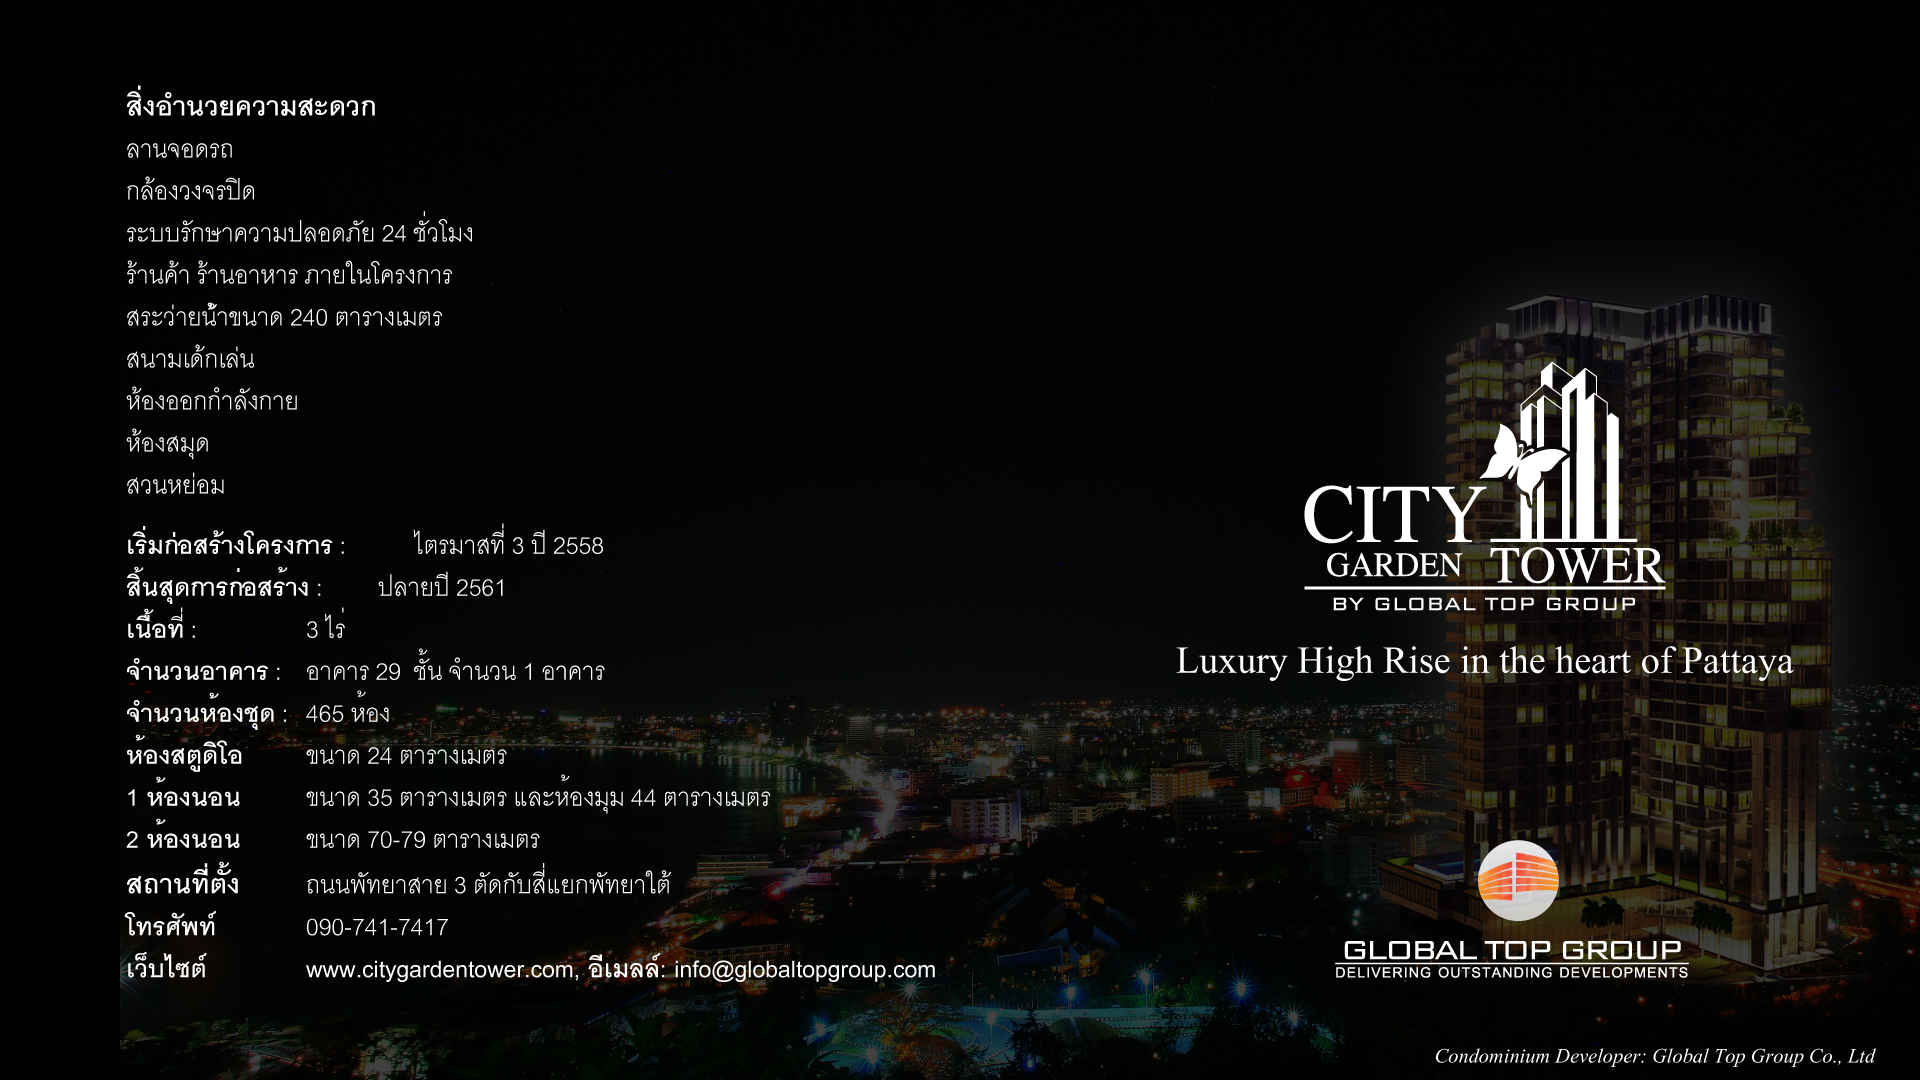 สิ่งอำนวยความสะดวก
ลานจอดรถ
กล้องวงจรปิด
ระบบรักษาความปลอดภัย 24 ชั่วโมง
ร้านค้า ร้านอาหาร ภายในโครงการ
สระว่ายน้ำขนาด 240 ตารางเมตร
สนามเด้กเล่น
ห้องออกกำลังกาย
ห้องสมุด
สวนหย่อม
เริ่มก่อสร้างโครงการ : ไตรมาสที่ 3 ปี 2558
สิ้นสุดการก่อสร้าง : ปลายปี 2561
เนื้อที่ : 3 ไร่
จำนวนอาคาร : อาคาร 29 ชั้น จำนวน 1 อาคาร
จำนวนห้องชุด : 465 ห้อง
ห้องสตูดิโอ ขนาด 24 ตารางเมตร
1 ห้องนอน ขนาด 35 ตารางเมตร และห้องมุม 44 ตารางเมตร
2 ห้องนอน ขนาด 70-79 ตารางเมตร
สถานที่ตั้ง ถนนพัทยาสาย 3 ตัดกับสี่แยกพัทยาใต้
โทรศัพท์ 090-741-7417
เว็บไซต์ www.citygardentower.com, อีเมลล์: info@globaltopgroup.com
CITY
GARDEN TOWER
BY GLOBAL TOP GROUP
Luxury High Rise in the heart of Pattaya
GLOBAL TOP GROUP
DELIVERING OUTSTANDING DEVELOPMENTS
Condominium Developer: Global Top Group Co., Ltd